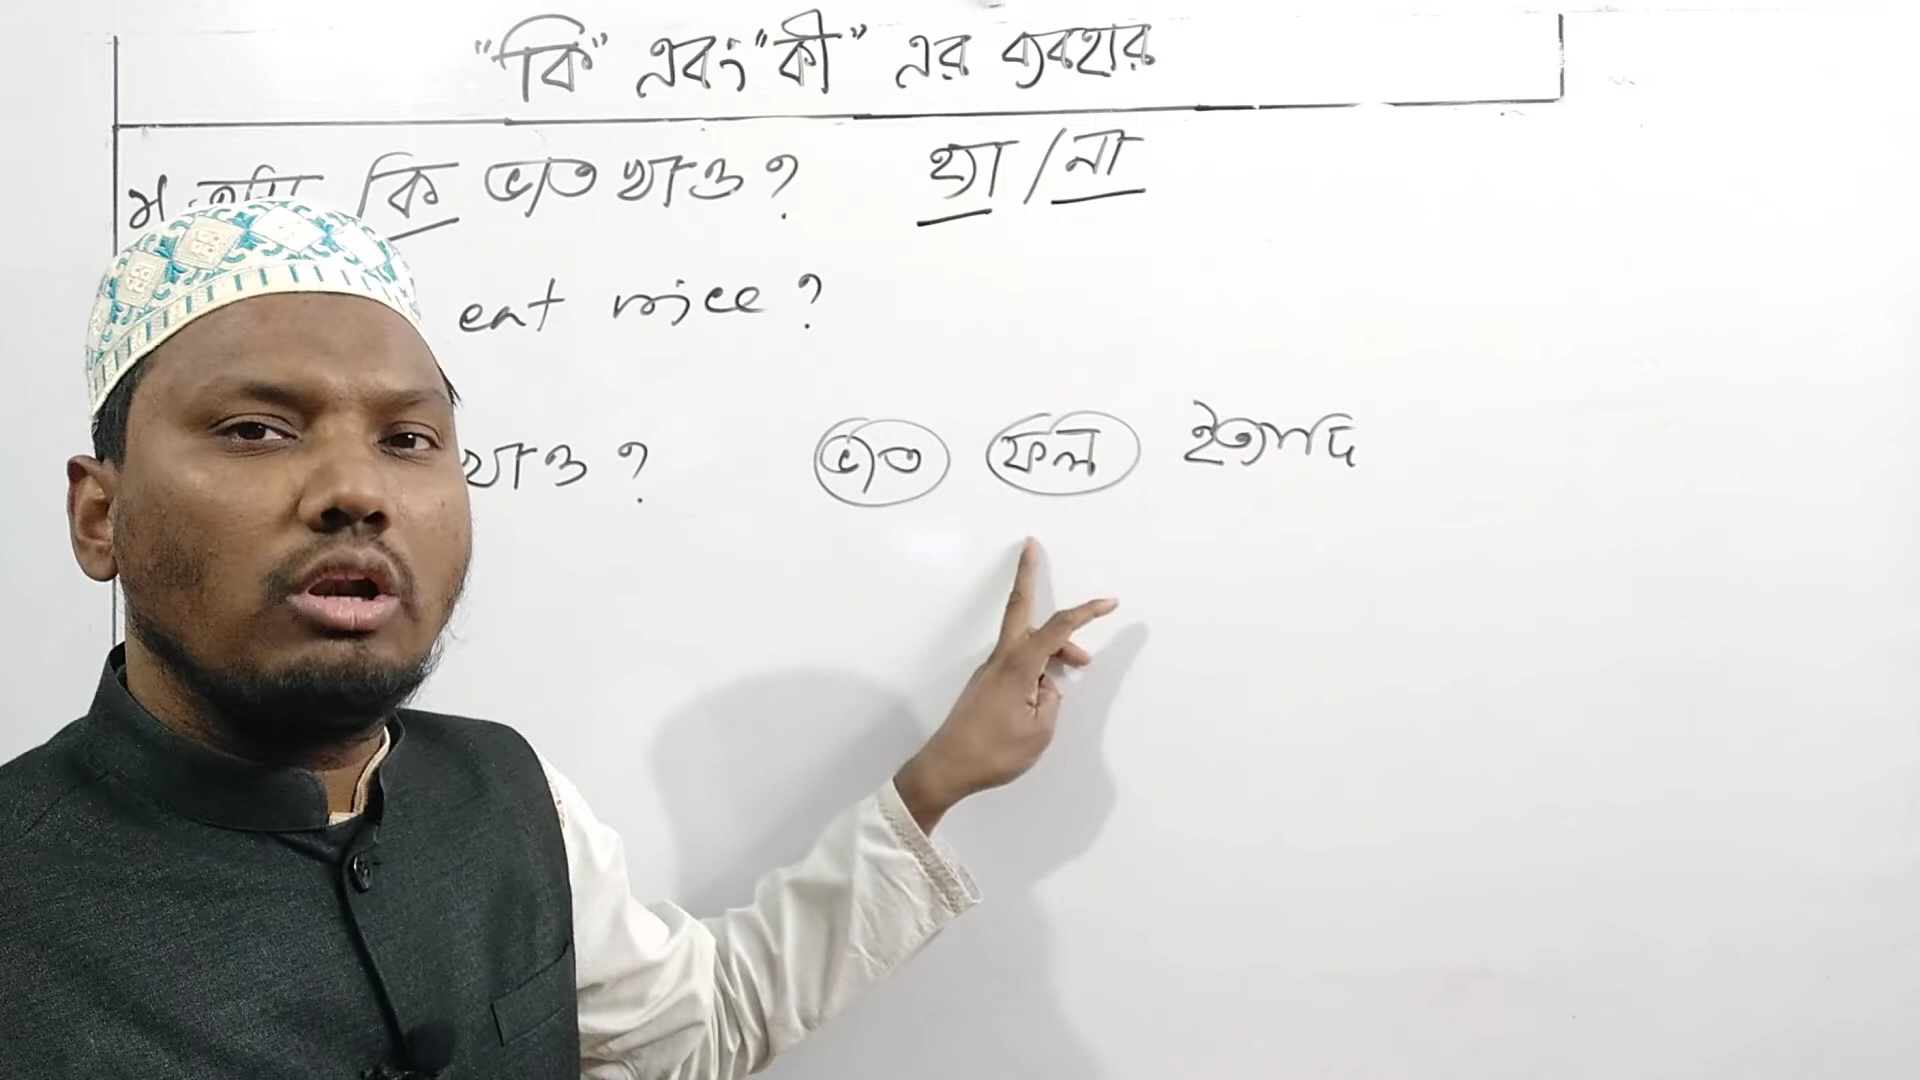 "কি" এবং "কী" এর ব্যবহার
তুমি কি ভাত খাও? হ্যা / না
eat rice?
খাও? ভাত ফল ইত্যাদি